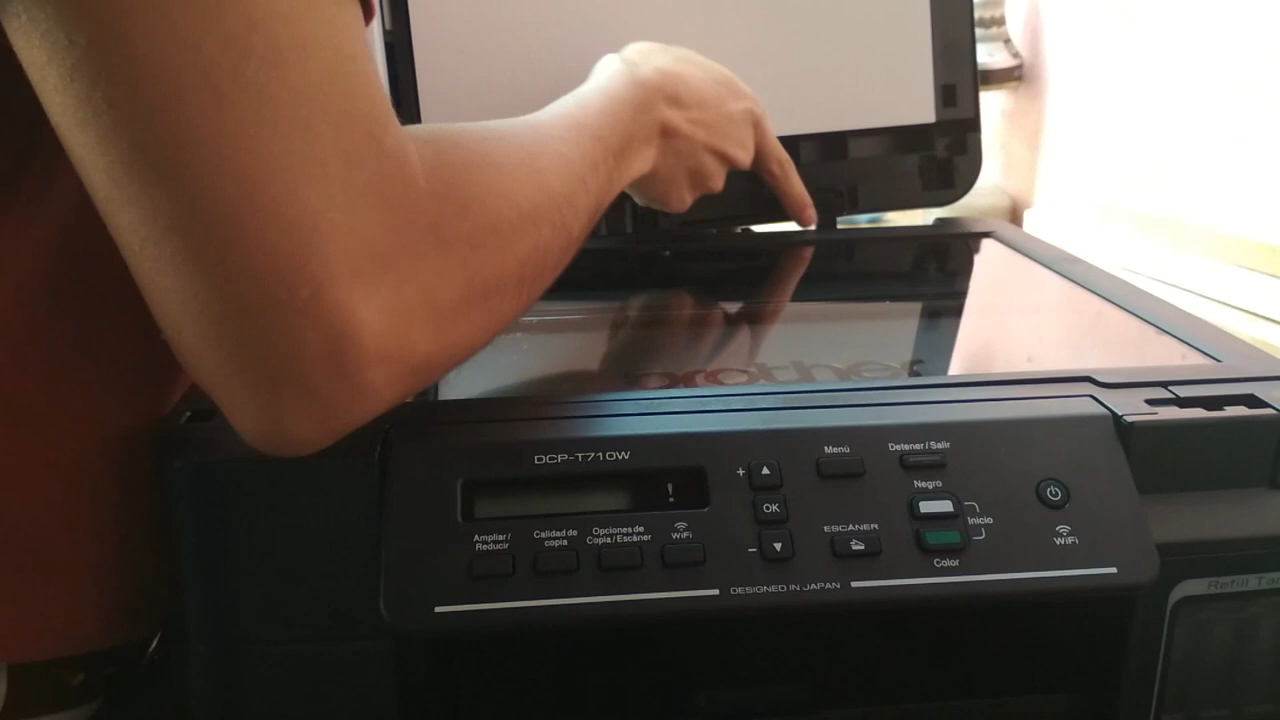 brother
DCP-T710W
!
Ampliar /
Reducir
Calidad de
copia
Opciones de
Copia / Escáner
WiFi
+
OK
−
Menú
ESCÁNER
Detener / Salir
Negro
Inicio
Color
WiFi
DESIGNED IN JAPAN
Refill Ta